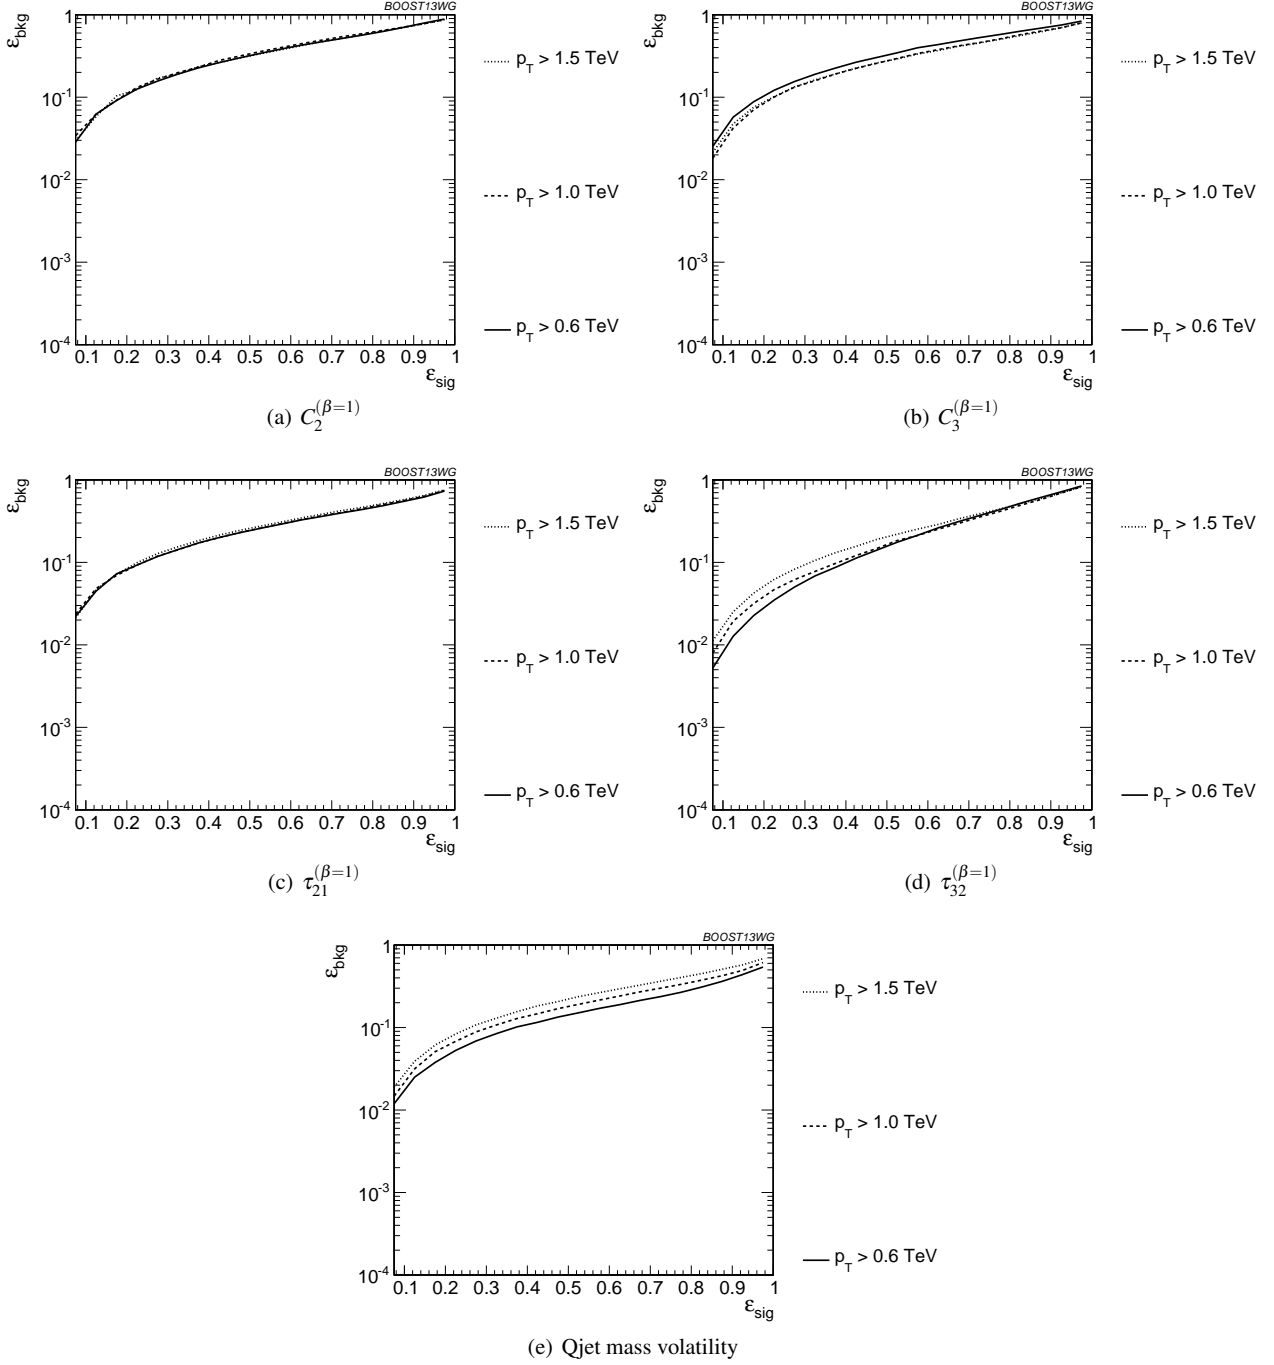 BOOST13WG
ε_bkg
1
10^-1
10^-2
10^-3
10^-4
0.1 0.2 0.3 0.4 0.5 0.6 0.7 0.8 0.9 1
ε_sig
p_T > 1.5 TeV
p_T > 1.0 TeV
p_T > 0.6 TeV
(a) C_2^(β=1)
BOOST13WG
ε_bkg
1
10^-1
10^-2
10^-3
10^-4
0.1 0.2 0.3 0.4 0.5 0.6 0.7 0.8 0.9 1
ε_sig
p_T > 1.5 TeV
p_T > 1.0 TeV
p_T > 0.6 TeV
(b) C_3^(β=1)
BOOST13WG
ε_bkg
1
10^-1
10^-2
10^-3
10^-4
0.1 0.2 0.3 0.4 0.5 0.6 0.7 0.8 0.9 1
ε_sig
p_T > 1.5 TeV
p_T > 1.0 TeV
p_T > 0.6 TeV
(c) τ_21^(β=1)
BOOST13WG
ε_bkg
1
10^-1
10^-2
10^-3
10^-4
0.1 0.2 0.3 0.4 0.5 0.6 0.7 0.8 0.9 1
ε_sig
p_T > 1.5 TeV
p_T > 1.0 TeV
p_T > 0.6 TeV
(d) τ_32^(β=1)
BOOST13WG
ε_bkg
1
10^-1
10^-2
10^-3
10^-4
0.1 0.2 0.3 0.4 0.5 0.6 0.7 0.8 0.9 1
ε_sig
p_T > 1.5 TeV
p_T > 1.0 TeV
p_T > 0.6 TeV
(e) Qjet mass volatility